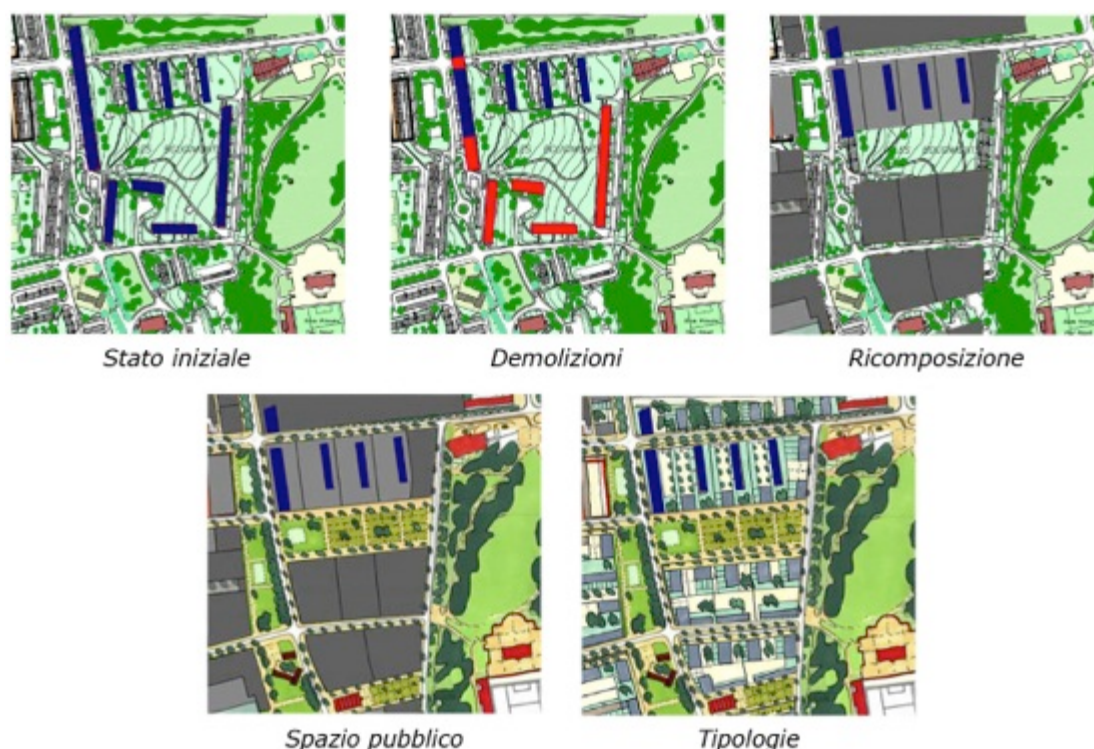 Stato iniziale
Demolizioni
Ricomposizione
Spazio pubblico
Tipologie